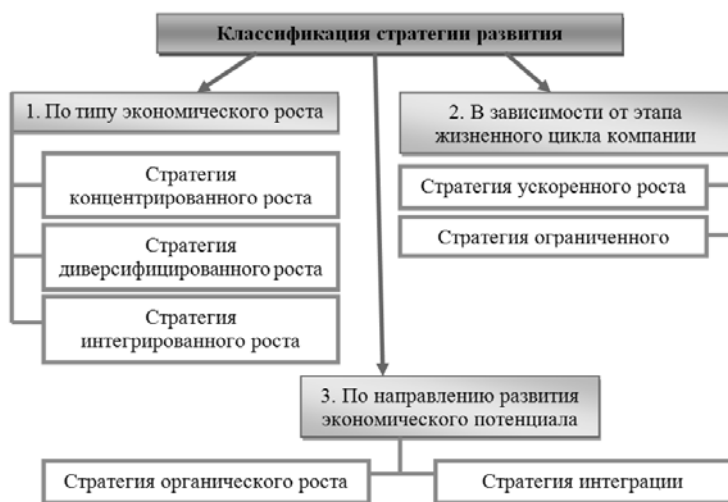 Классификация стратегии развития
1. По типу экономического роста
Стратегия
концентрированного роста
Стратегия
диверсифицированного роста
Стратегия
интегрированного роста
2. В зависимости от этапа
жизненного цикла компании
Стратегия ускоренного роста
Стратегия ограниченного
3. По направлению развития
экономического потенциала
Стратегия органического роста
Стратегия интеграции